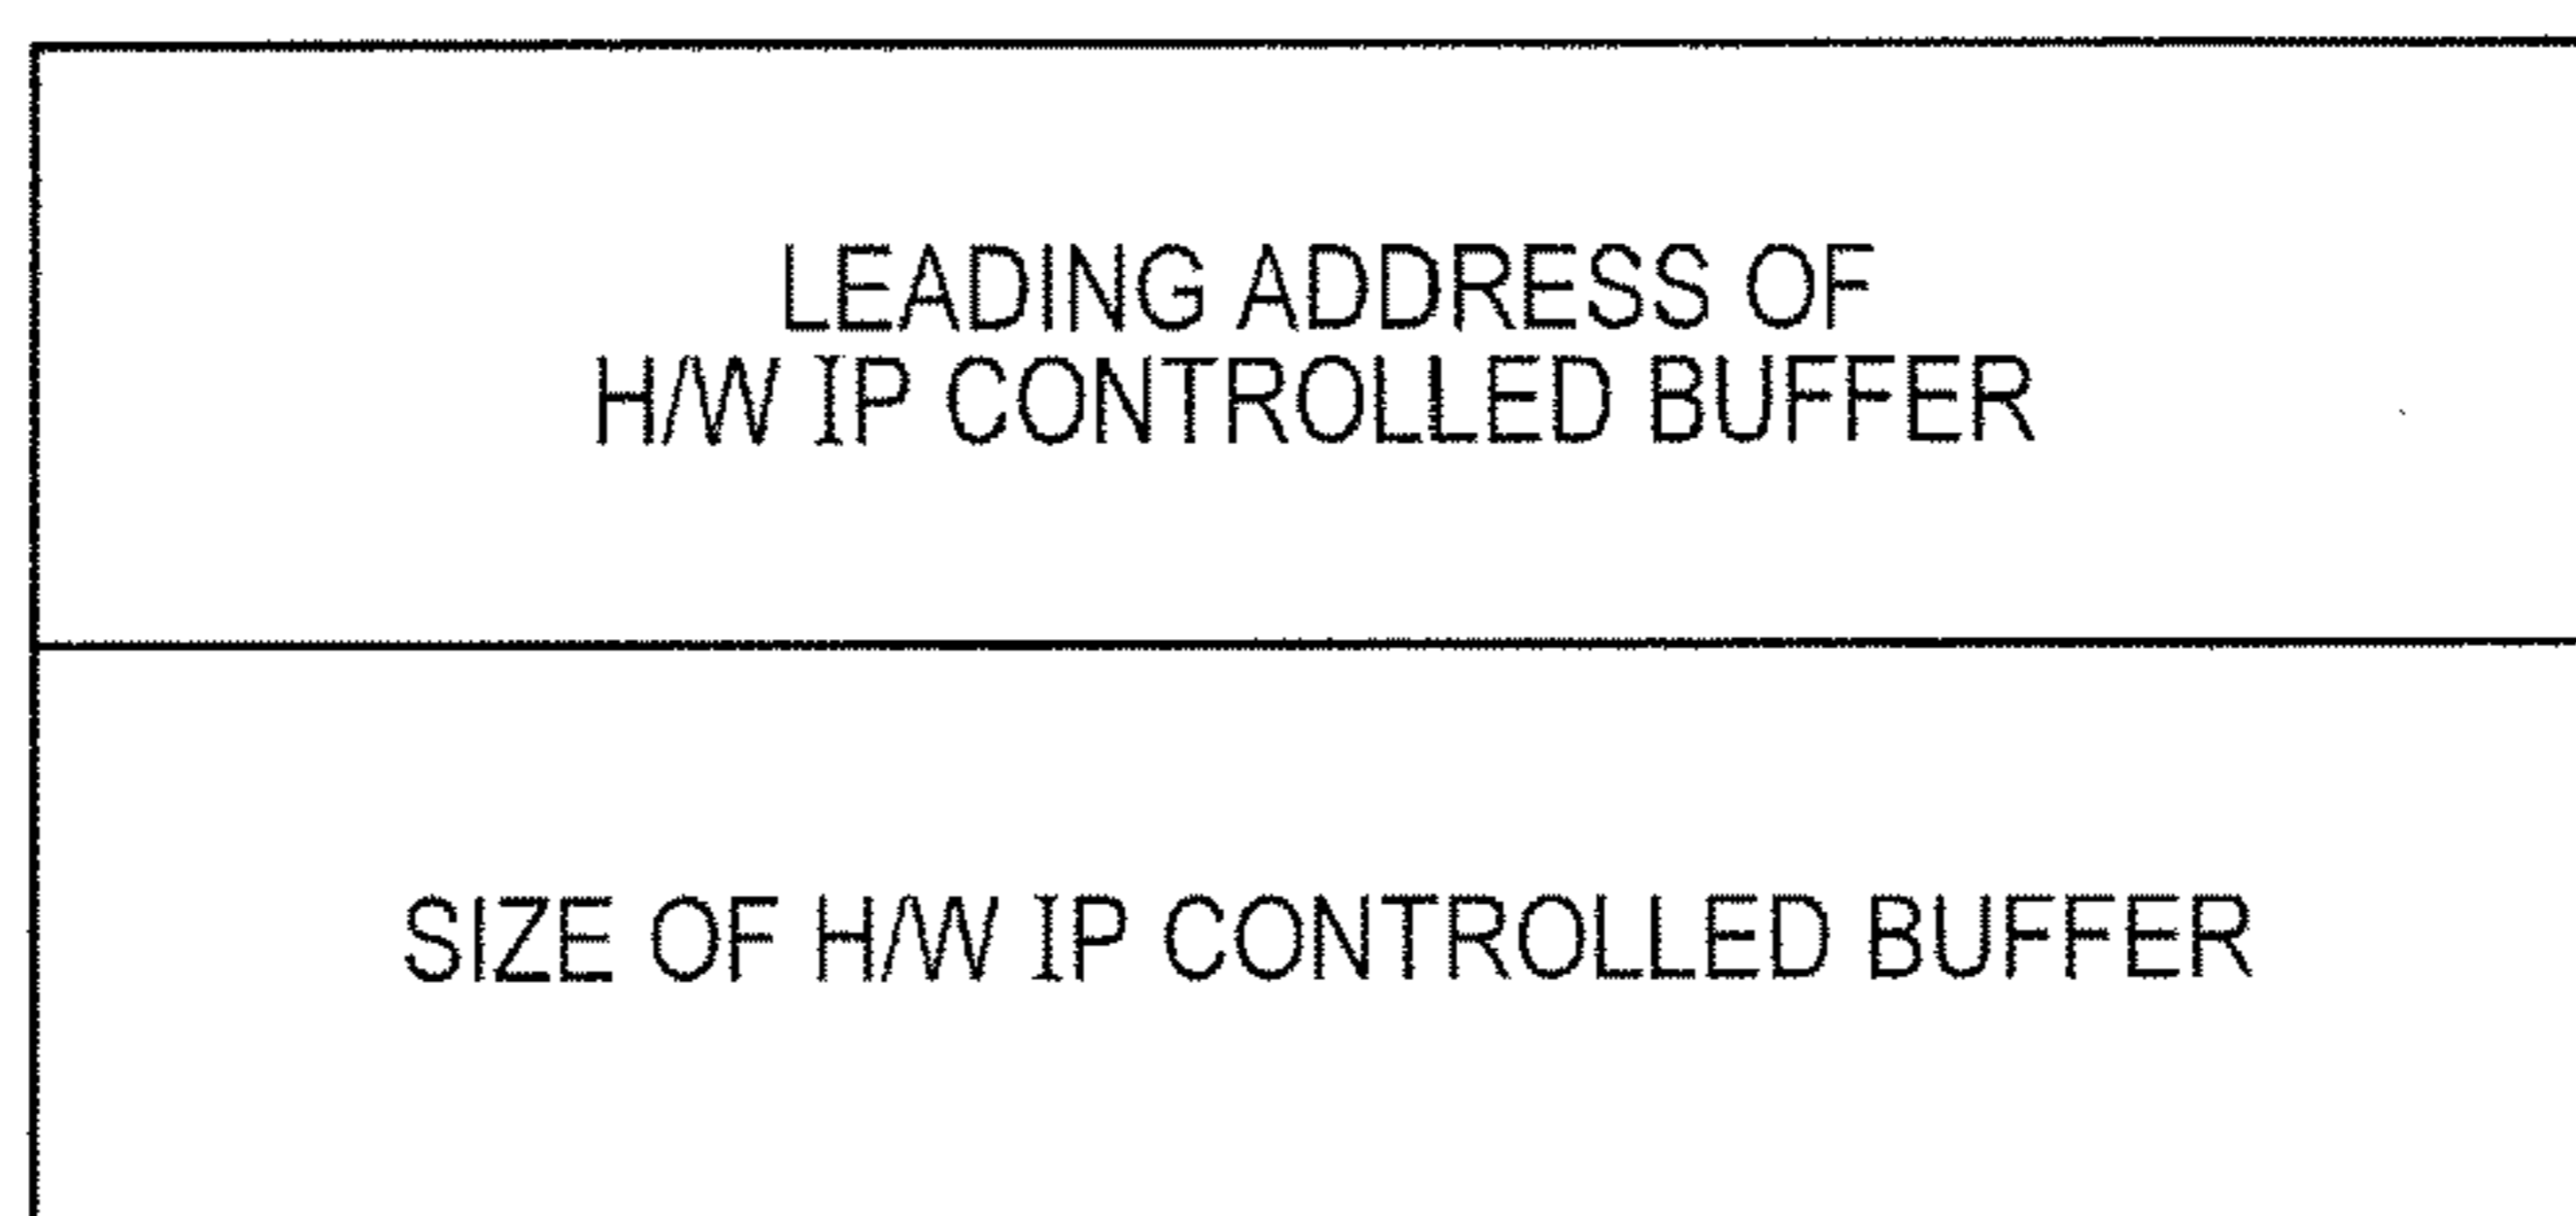 LEADING ADDRESS OF
H/W IP CONTROLLED BUFFER
SIZE OF H/W IP CONTROLLED BUFFER